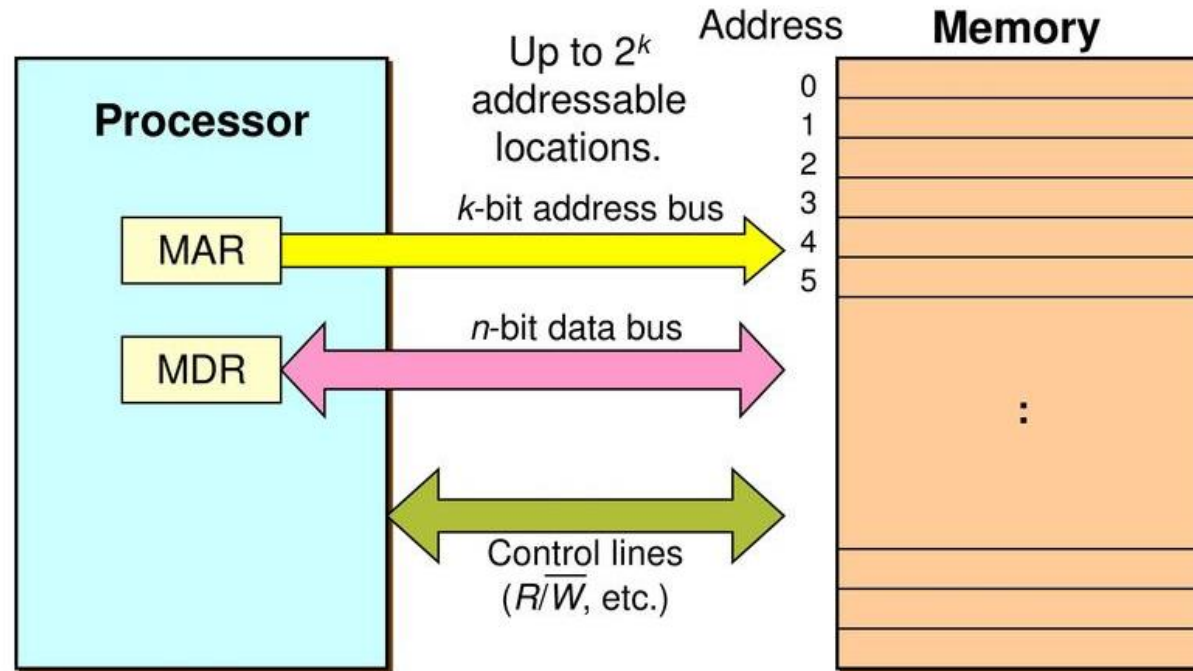 Processor
MAR
MDR
Up to 2ᵏ
addressable
locations.
k-bit address bus
n-bit data bus
Control lines
(R/W̅, etc.)
Address
0
1
2
3
4
5
Memory
: